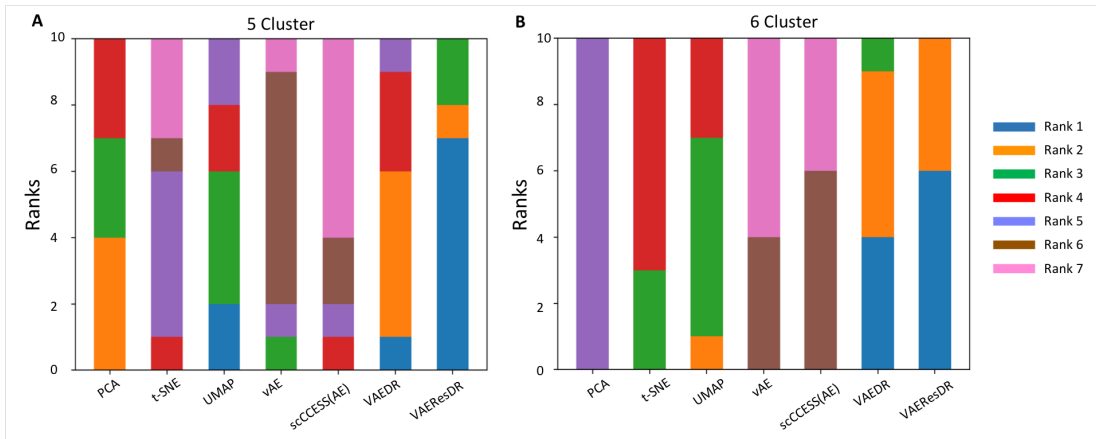 A
5 Cluster
Ranks
10
8
6
4
2
0
PCA
t-SNE
UMAP
vAE
scCCESS(AE)
VAEDR
VAEResDR
B
6 Cluster
Ranks
10
8
6
4
2
0
PCA
t-SNE
UMAP
vAE
scCCESS(AE)
VAEDR
VAEResDR
Rank 1
Rank 2
Rank 3
Rank 4
Rank 5
Rank 6
Rank 7